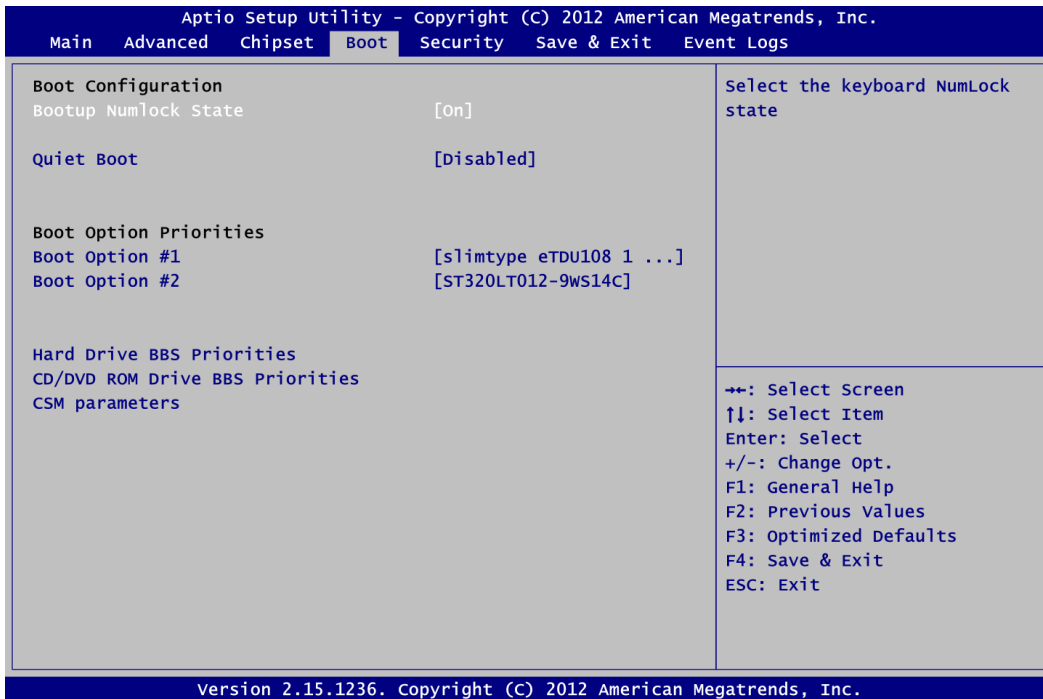 Aptio Setup Utility - Copyright (C) 2012 American Megatrends, Inc.
Main Advanced Chipset Boot Security Save & Exit Event Logs
Boot Configuration
Bootup Numlock State [On]
Quiet Boot [Disabled]
Boot Option Priorities
Boot Option #1 [slimtype eTDU108 1 ...]
Boot Option #2 [ST320LT012-9WS14C]
Hard Drive BBS Priorities
CD/DVD ROM Drive BBS Priorities
CSM parameters
Select the keyboard NumLock
state
→←: Select Screen
↑↓: Select Item
Enter: Select
+/-: Change Opt.
F1: General Help
F2: Previous Values
F3: Optimized Defaults
F4: Save & Exit
ESC: Exit
Version 2.15.1236. Copyright (C) 2012 American Megatrends, Inc.